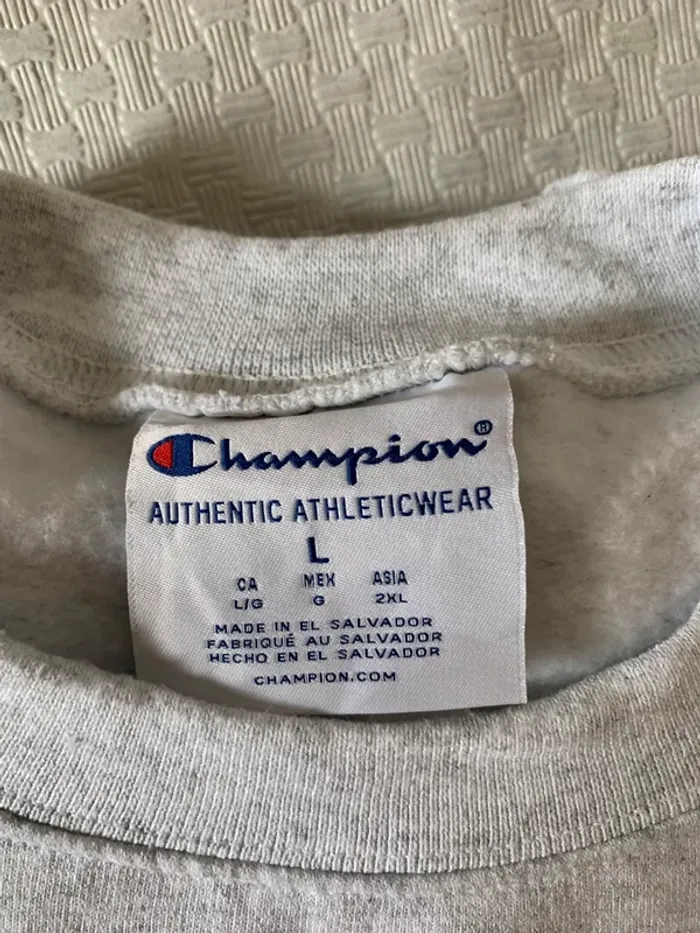 Champion®
AUTHENTIC ATHLETICWEAR
L
CA MEX ASIA
L/G G 2XL
MADE IN EL SALVADOR
FABRIQUÉ AU SALVADOR
HECHO EN EL SALVADOR
CHAMPION.COM